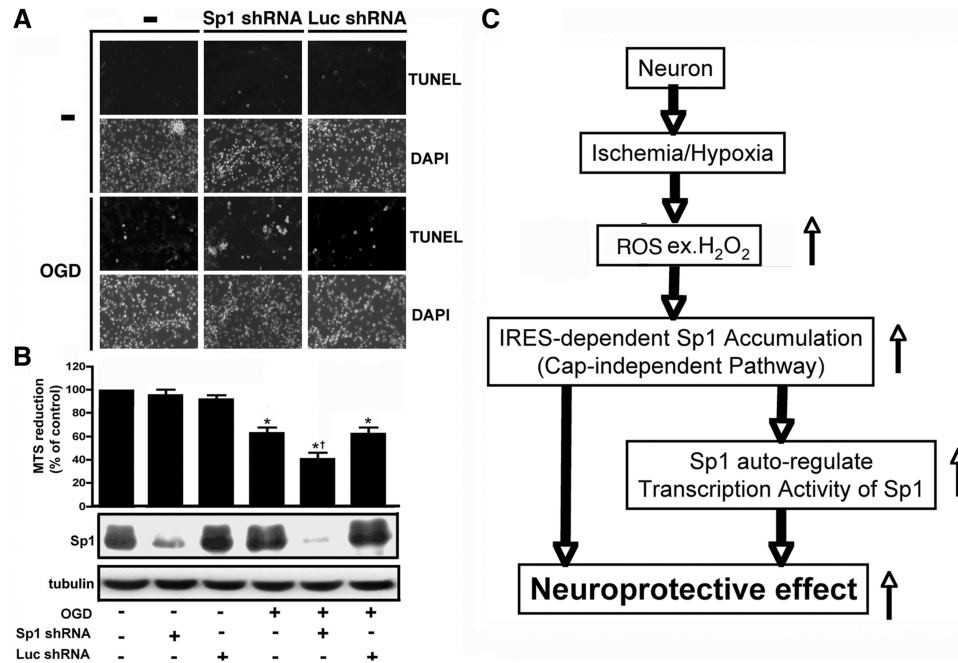 A
- Sp1 shRNA Luc shRNA
-
TUNEL
DAPI
OGD
TUNEL
DAPI
B
MTS reduction
(% of control)
120
100
80
60
40
20
0
* *† *
Sp1
tubulin
OGD - - - + + +
Sp1 shRNA - + - - + -
Luc shRNA - - + - - +
C
Neuron
Ischemia/Hypoxia
ROS ex.H₂O₂
IRES-dependent Sp1 Accumulation
(Cap-independent Pathway)
Sp1 auto-regulate
Transcription Activity of Sp1
Neuroprotective effect